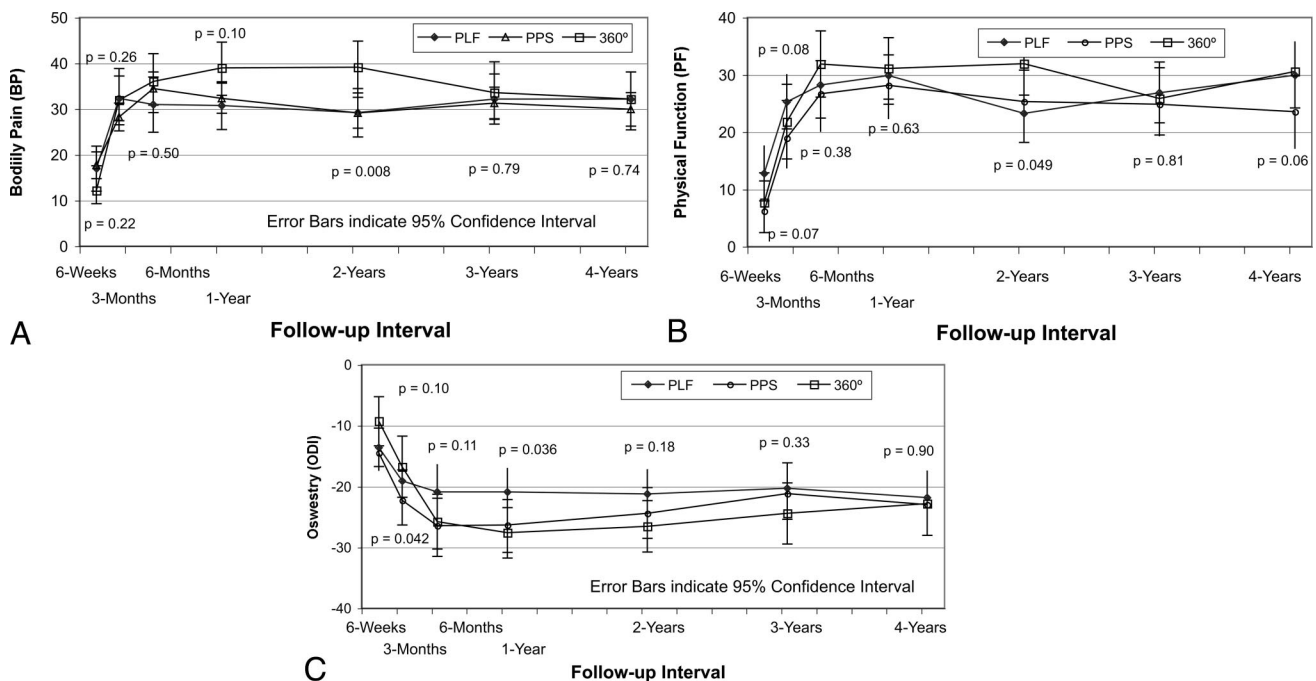 50
40
30
20
10
0
Bodiily Pain (BP)
PLF PPS 360º
p = 0.10
p = 0.26
p = 0.50
p = 0.008
p = 0.79
p = 0.74
p = 0.22
Error Bars indicate 95% Confidence Interval
6-Weeks 6-Months 2-Years 3-Years 4-Years
3-Months 1-Year
Follow-up Interval
A
40
30
20
10
0
Physical Function (PF)
PLF PPS 360º
p = 0.08
p = 0.63
p = 0.38
p = 0.049
p = 0.81
p = 0.06
p = 0.07
6-Weeks 6-Months 2-Years 3-Years 4-Years
3-Months 1-Year
Follow-up Interval
B
0
-10
-20
-30
-40
Oswestry (ODI)
PLF PPS 360º
p = 0.10
p = 0.11
p = 0.036
p = 0.18
p = 0.33
p = 0.90
p = 0.042
Error Bars indicate 95% Confidence Interval
6-Weeks 6-Months 2-Years 3-Years 4-Years
3-Months 1-Year
Follow-up Interval
C